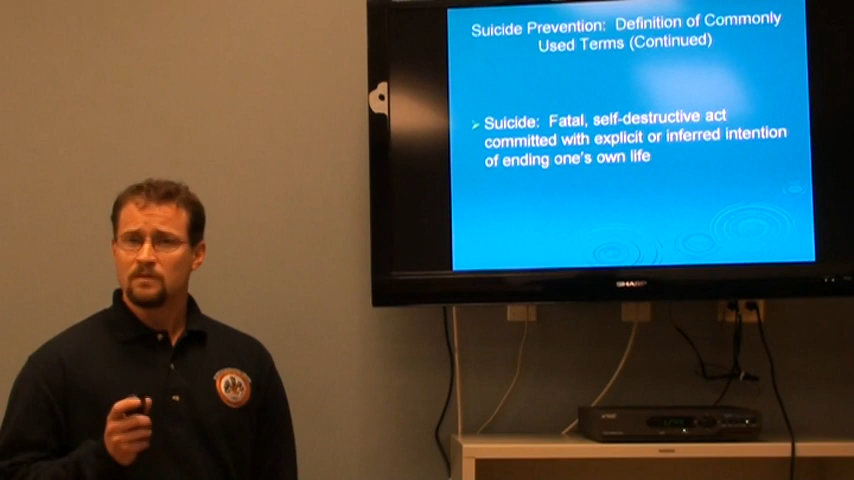 Suicide Prevention: Definition of Commonly
Used Terms (Continued)
Suicide: Fatal, self-destructive act
committed with explicit or inferred intention
of ending one's own life
SHARP